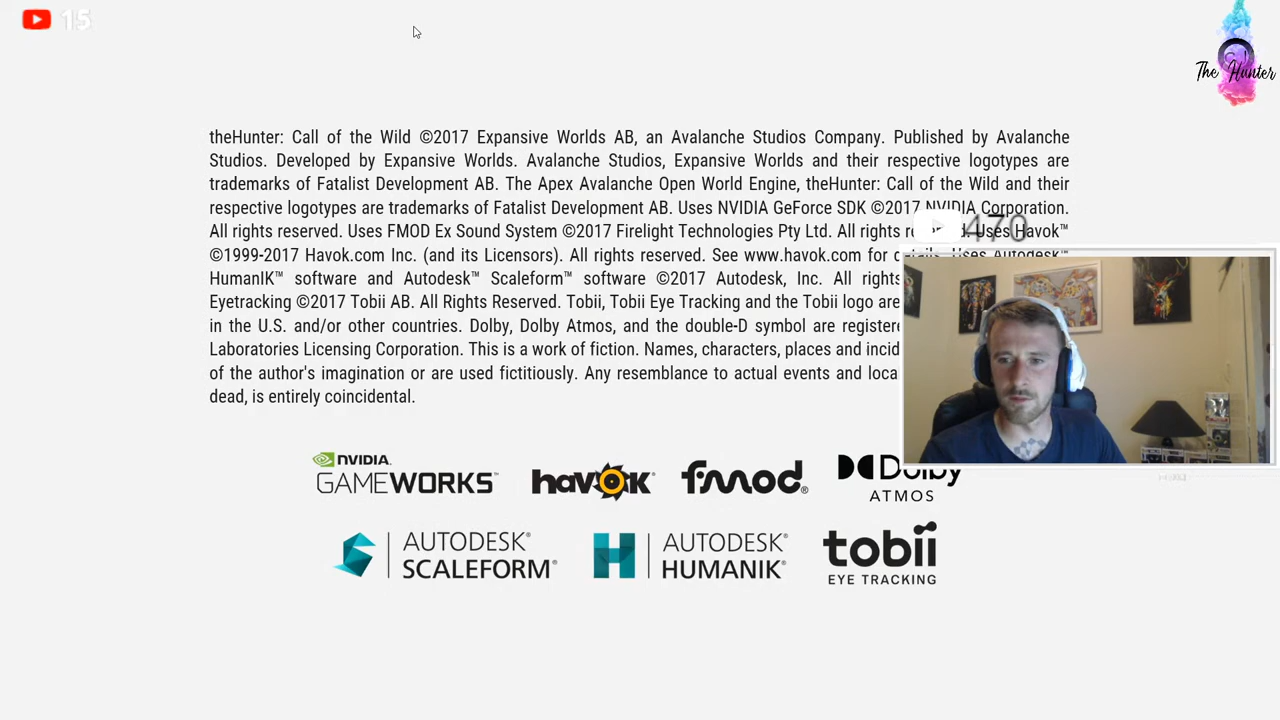 15
The Hunter
theHunter: Call of the Wild ©2017 Expansive Worlds AB, an Avalanche Studios Company. Published by Avalanche
Studios. Developed by Expansive Worlds. Avalanche Studios, Expansive Worlds and their respective logotypes are
trademarks of Fatalist Development AB. The Apex Avalanche Open World Engine, theHunter: Call of the Wild and their
respective logotypes are trademarks of Fatalist Development AB. Uses NVIDIA GeForce SDK ©2017 NVIDIA Corporation.
All rights reserved. Uses FMOD Ex Sound System ©2017 Firelight Technologies Pty Ltd. All rights Uses Havok™
470
©1999-2017 Havok.com Inc. (and its Licensors). All rights reserved. See www.havok.com for Uses Autodesk™
HumanIK™ software and Autodesk™ Scaleform™ software ©2017 Autodesk, Inc. All rights
Eyetracking ©2017 Tobii AB. All Rights Reserved. Tobii, Tobii Eye Tracking and the Tobii logo are
in the U.S. and/or other countries. Dolby, Dolby Atmos, and the double-D symbol are
Laboratories Licensing Corporation. This is a work of fiction. Names, characters, places and
of the author's imagination or are used fictitiously. Any resemblance to actual events and
dead, is entirely coincidental.
NVIDIA.
GAMEWORKS™
havok®
fmod®
Dolby
ATMOS
AUTODESK®
SCALEFORM®
AUTODESK®
HUMANIK®
tobii
EYE TRACKING